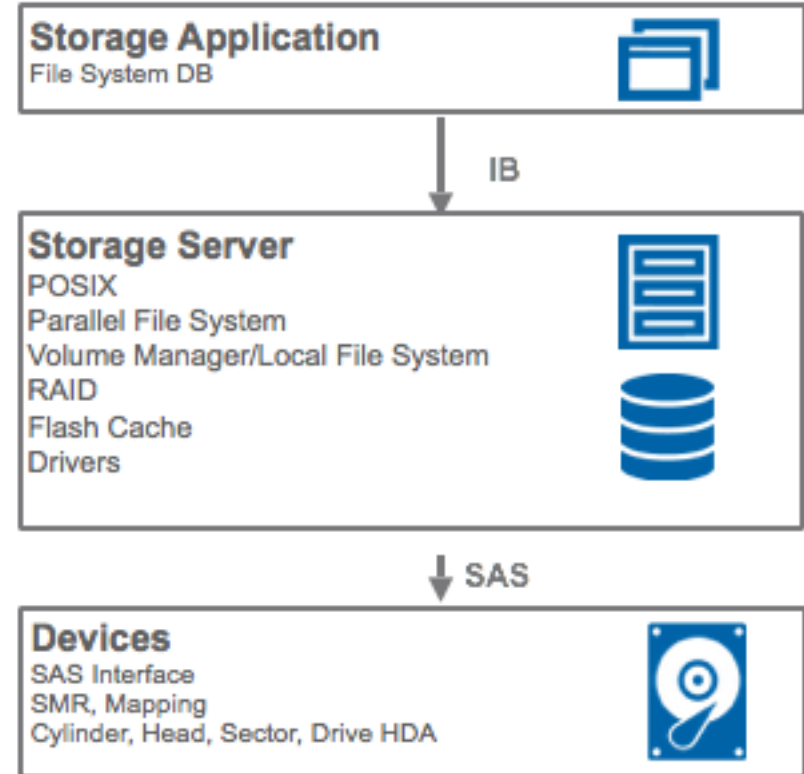 Storage Application
File System DB
IB
Storage Server
POSIX
Parallel File System
Volume Manager/Local File System
RAID
Flash Cache
Drivers
SAS
Devices
SAS Interface
SMR, Mapping
Cylinder, Head, Sector, Drive HDA